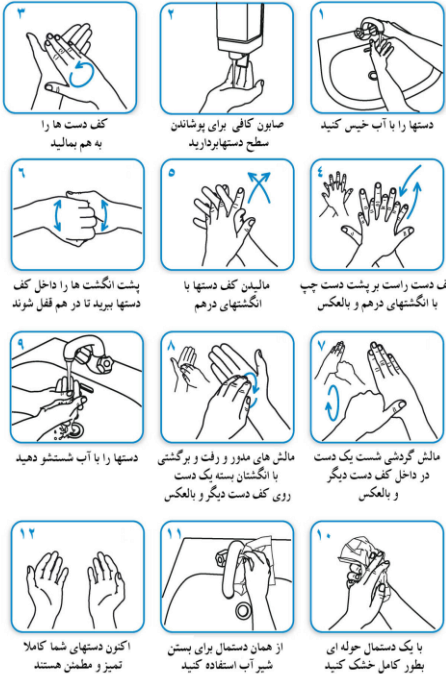 ۱
دستها را با آب خیس کنید
۲
صابون کافی برای پوشاندن
سطح دستهابردارید
۳
کف دست ها را
به هم بمالید
۴
ف دست راست بر پشت دست چپ
با انگشتهای درهم و بالعکس
۵
مالیدن کف دستها با
انگشتهای درهم
۶
پشت انگشت ها را داخل کف
دستها ببرید تا در هم قفل شوند
۷
مالش گردشی شست یک دست
در داخل کف دست دیگر
و بالعکس
۸
مالش های مدور و رفت و برگشتی
با انگشتان بسته یک دست
روی کف دست دیگر و بالعکس
۹
دستها را با آب شستشو دهید
۱۰
با یک دستمال حوله ای
بطور کامل خشک کنید
۱۱
از همان دستمال برای بستن
شیر آب استفاده کنید
۱۲
اکنون دستهای شما کاملا
تمیز و مطمئن هستند